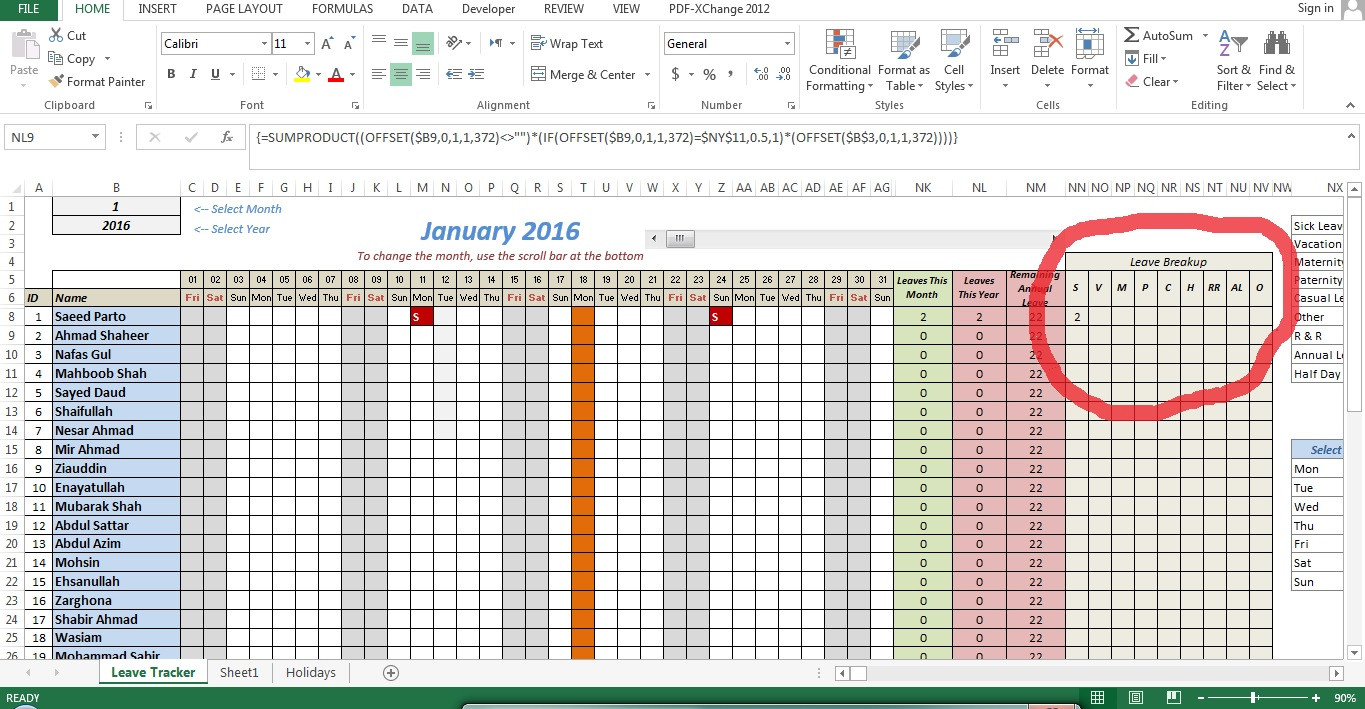 FILE HOME INSERT PAGE LAYOUT FORMULAS DATA Developer REVIEW VIEW PDF-XChange 2012 Sign in
Cut
Copy
Format Painter
Paste
Clipboard
Calibri 11
B I U
Font
Wrap Text
Merge & Center
Alignment
General
$ % ,
Number
Conditional Formatting
Format as Table
Cell Styles
Styles
Insert Delete Format
Cells
AutoSum
Fill
Clear
Sort & Filter
Find & Select
Editing
NL9 fx {=SUMPRODUCT((OFFSET($B9,0,1,1,372)<>"")*(IF(OFFSET($B9,0,1,1,372)=$NY$11,0.5,1)*(OFFSET($B$3,0,1,1,372))))}
A B C D E F G H I J K L M N O P Q R S T U V W X Y Z AA AB AC AD AE AF AG NK NL NM NN NO NP NQ NR NS NT NU NV NW NX
1 1 <-- Select Month
2 2016 <-- Select Year January 2016 Sick Leav
3 Vacation
4 To change the month, use the scroll bar at the bottom Leave Breakup Maternit
5 01 02 03 04 05 06 07 08 09 10 11 12 13 14 15 16 17 18 19 20 21 22 23 24 25 26 27 28 29 30 31 Leaves This Month Leaves This Year Remaining Annual Leave S V M P C H RR AL O Paternity
6 ID Name Fri Sat Sun Mon Tue Wed Thu Fri Sat Sun Mon Tue Wed Thu Fri Sat Sun Mon Tue Wed Thu Fri Sat Sun Mon Tue Wed Thu Fri Sat Sun Casual Le
8 1 Saeed Parto S S 2 2 22 2 Other
9 2 Ahmad Shaheer 0 0 22 R & R
10 3 Nafas Gul 0 0 22 Annual L
11 4 Mahboob Shah 0 0 22 Half Day
12 5 Sayed Daud 0 0 22
13 6 Shaifullah 0 0 22
14 7 Nesar Ahmad 0 0 22
15 8 Mir Ahmad 0 0 22 Select
16 9 Ziauddin 0 0 22 Mon
17 10 Enayatullah 0 0 22 Tue
18 11 Mubarak Shah 0 0 22 Wed
19 12 Abdul Sattar 0 0 22 Thu
20 13 Abdul Azim 0 0 22 Fri
21 14 Mohsin 0 0 22 Sat
22 15 Ehsanullah 0 0 22 Sun
23 16 Zarghona 0 0 22
24 17 Shabir Ahmad 0 0 22
25 18 Wasiam 0 0 22
26 19 Mohammad Sabir 0 0 22
Leave Tracker Sheet1 Holidays
READY 90%